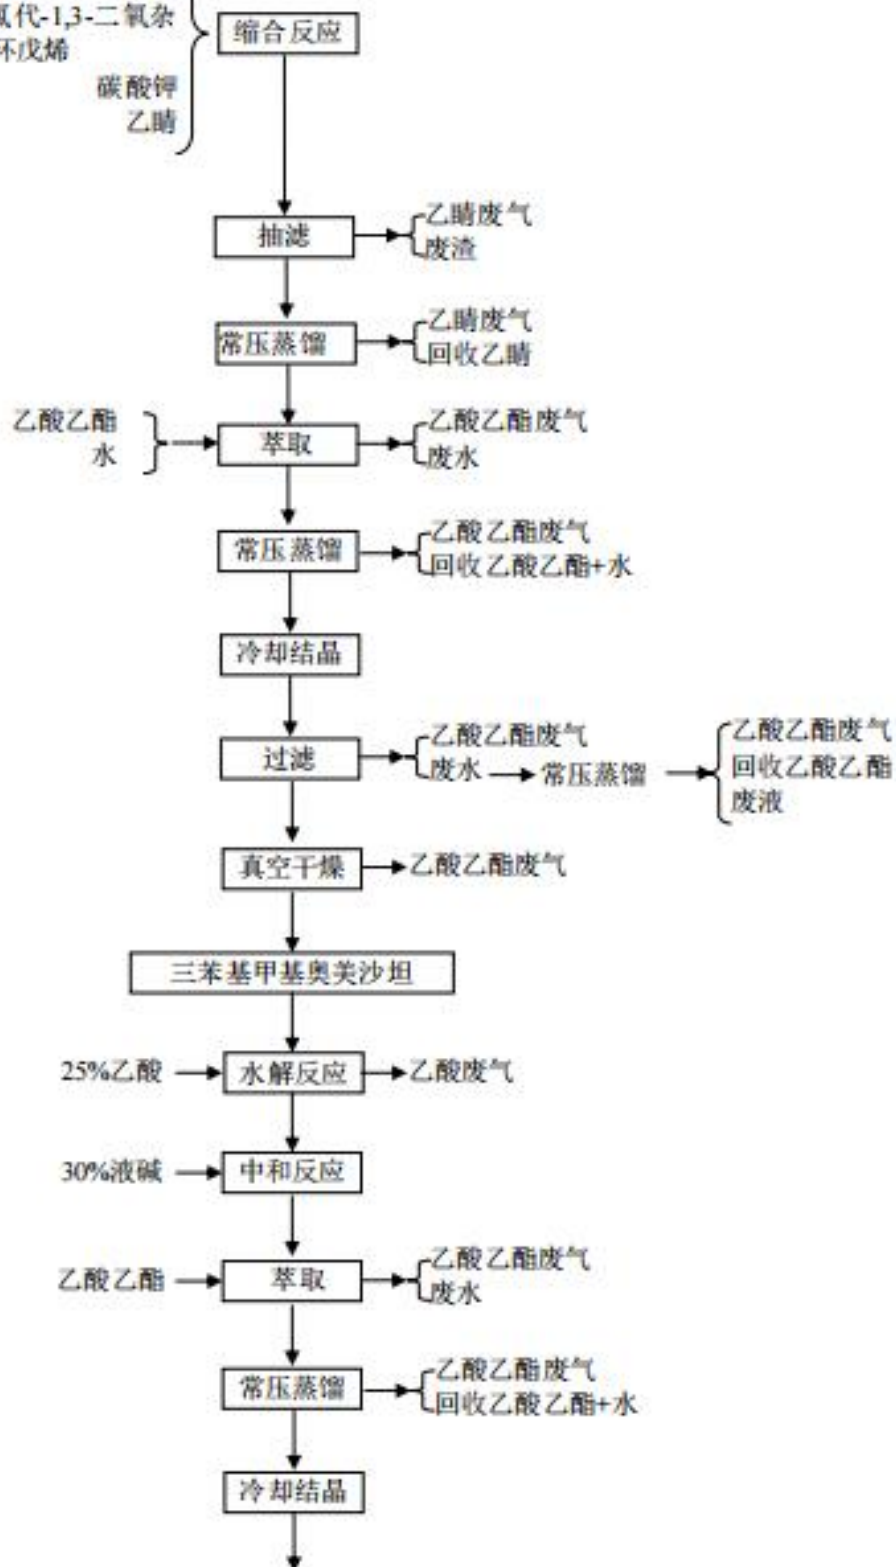 代-1,3-二氧杂
环戊烯
缩合反应
碳酸钾
乙睛
抽滤
乙睛废气
废渣
常压蒸馏
乙睛废气
回收乙睛
乙酸乙酯
水
萃取
乙酸乙酯废气
废水
常压蒸馏
乙酸乙酯废气
回收乙酸乙酯+水
冷却结晶
过滤
乙酸乙酯废气
废水
常压蒸馏
乙酸乙酯废气
回收乙酸乙酯
废液
真空干燥
乙酸乙酯废气
三苯基甲基奥美沙坦
25%乙酸
水解反应
乙酸废气
30%液碱
中和反应
乙酸乙酯
萃取
乙酸乙酯废气
废水
常压蒸馏
乙酸乙酯废气
回收乙酸乙酯+水
冷却结晶